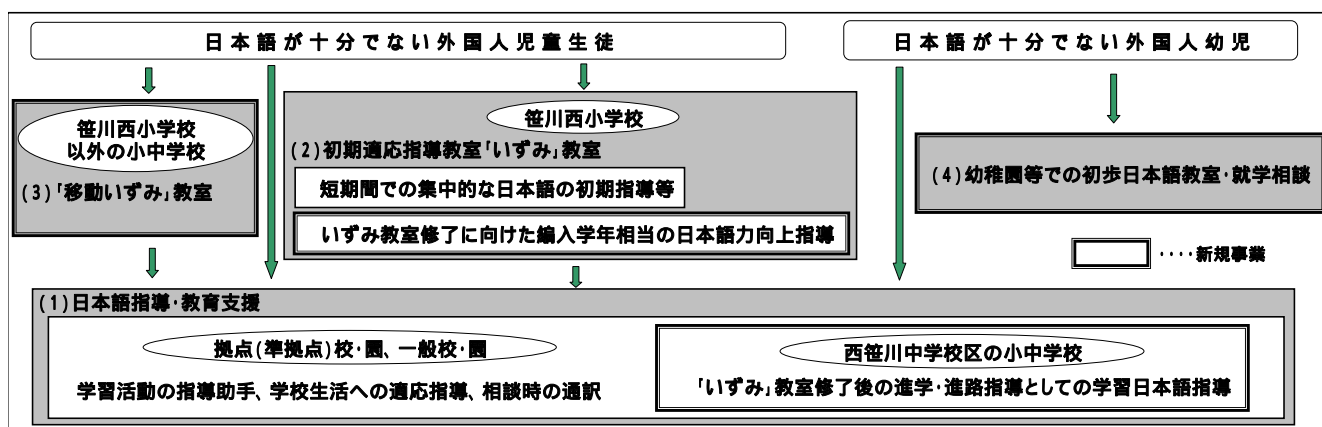 日本語が十分でない外国人児童生徒
日本語が十分でない外国人幼児
笹川西小学校
以外の小中学校
(3)「移動いずみ」教室
笹川西小学校
(2)初期適応指導教室「いずみ」教室
短期間での集中的な日本語の初期指導等
いずみ教室修了に向けた編入学年相当の日本語力向上指導
(4)幼稚園等での初歩日本語教室・就学相談
・・・・新規事業
(1)日本語指導・教育支援
拠点(準拠点)校・園、一般校・園
学習活動の指導助手、学校生活への適応指導、相談時の通訳
西笹川中学校区の小中学校
「いずみ」教室修了後の進学・進路指導としての学習日本語指導